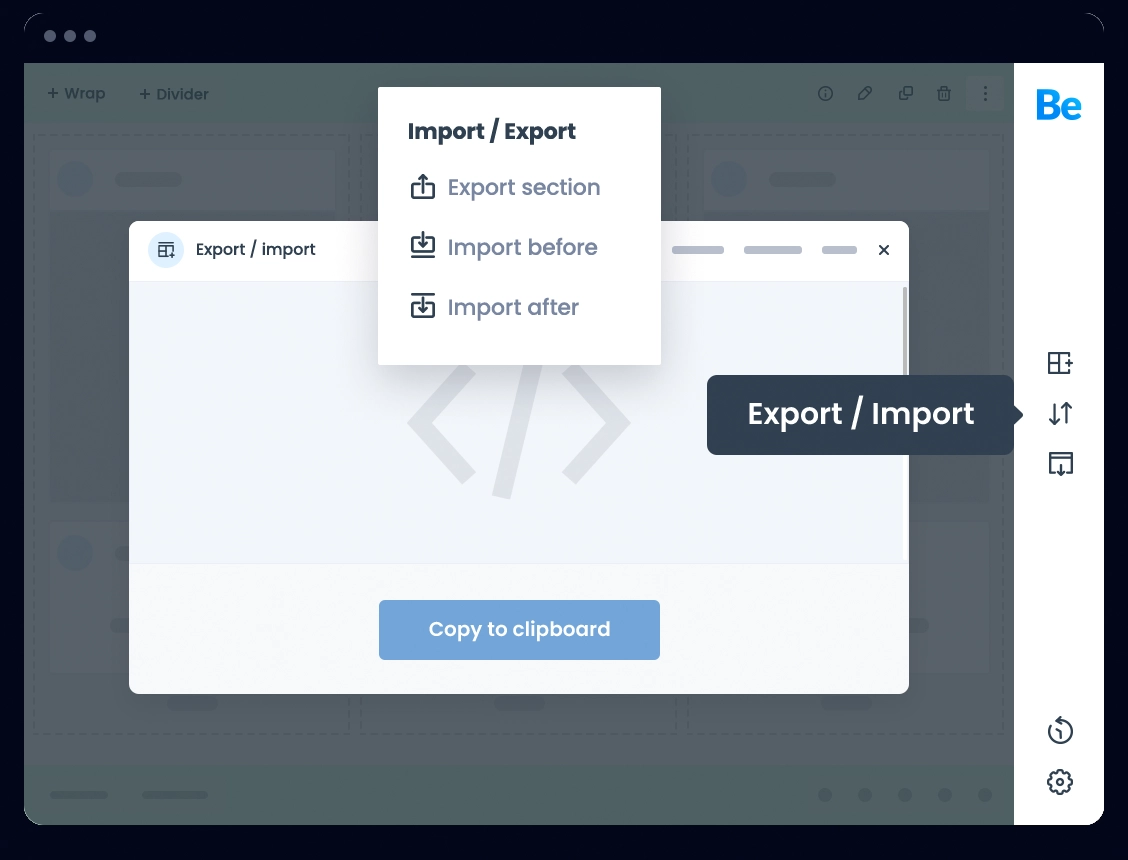 + Wrap
+ Divider
Be
Import / Export
Export section
Import before
Import after
Export / import
Export / Import
Copy to clipboard